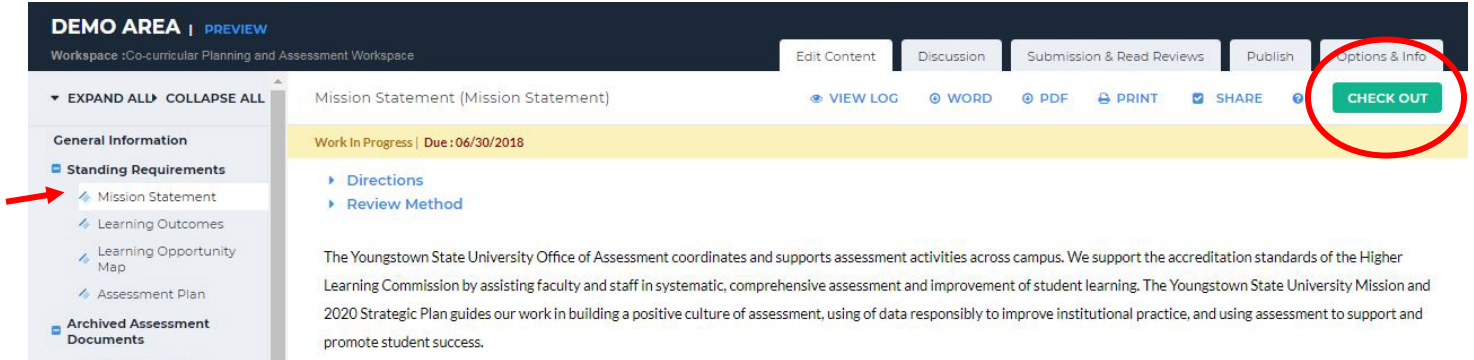 DEMO AREA | PREVIEW
Workspace :Co-curricular Planning and Assessment Workspace
Edit Content
Discussion
Submission & Read Reviews
Publish
Options & Info
EXPAND ALL COLLAPSE ALL
Mission Statement (Mission Statement)
VIEW LOG
WORD
PDF
PRINT
SHARE
CHECK OUT
General Information
Work In Progress | Due : 06/30/2018
Standing Requirements
Mission Statement
Learning Outcomes
Learning Opportunity
Map
Assessment Plan
Archived Assessment
Documents
Directions
Review Method
The Youngstown State University Office of Assessment coordinates and supports assessment activities across campus. We support the accreditation standards of the Higher
Learning Commission by assisting faculty and staff in systematic, comprehensive assessment and improvement of student learning. The Youngstown State University Mission and
2020 Strategic Plan guides our work in building a positive culture of assessment, using of data responsibly to improve institutional practice, and using assessment to support and
promote student success.